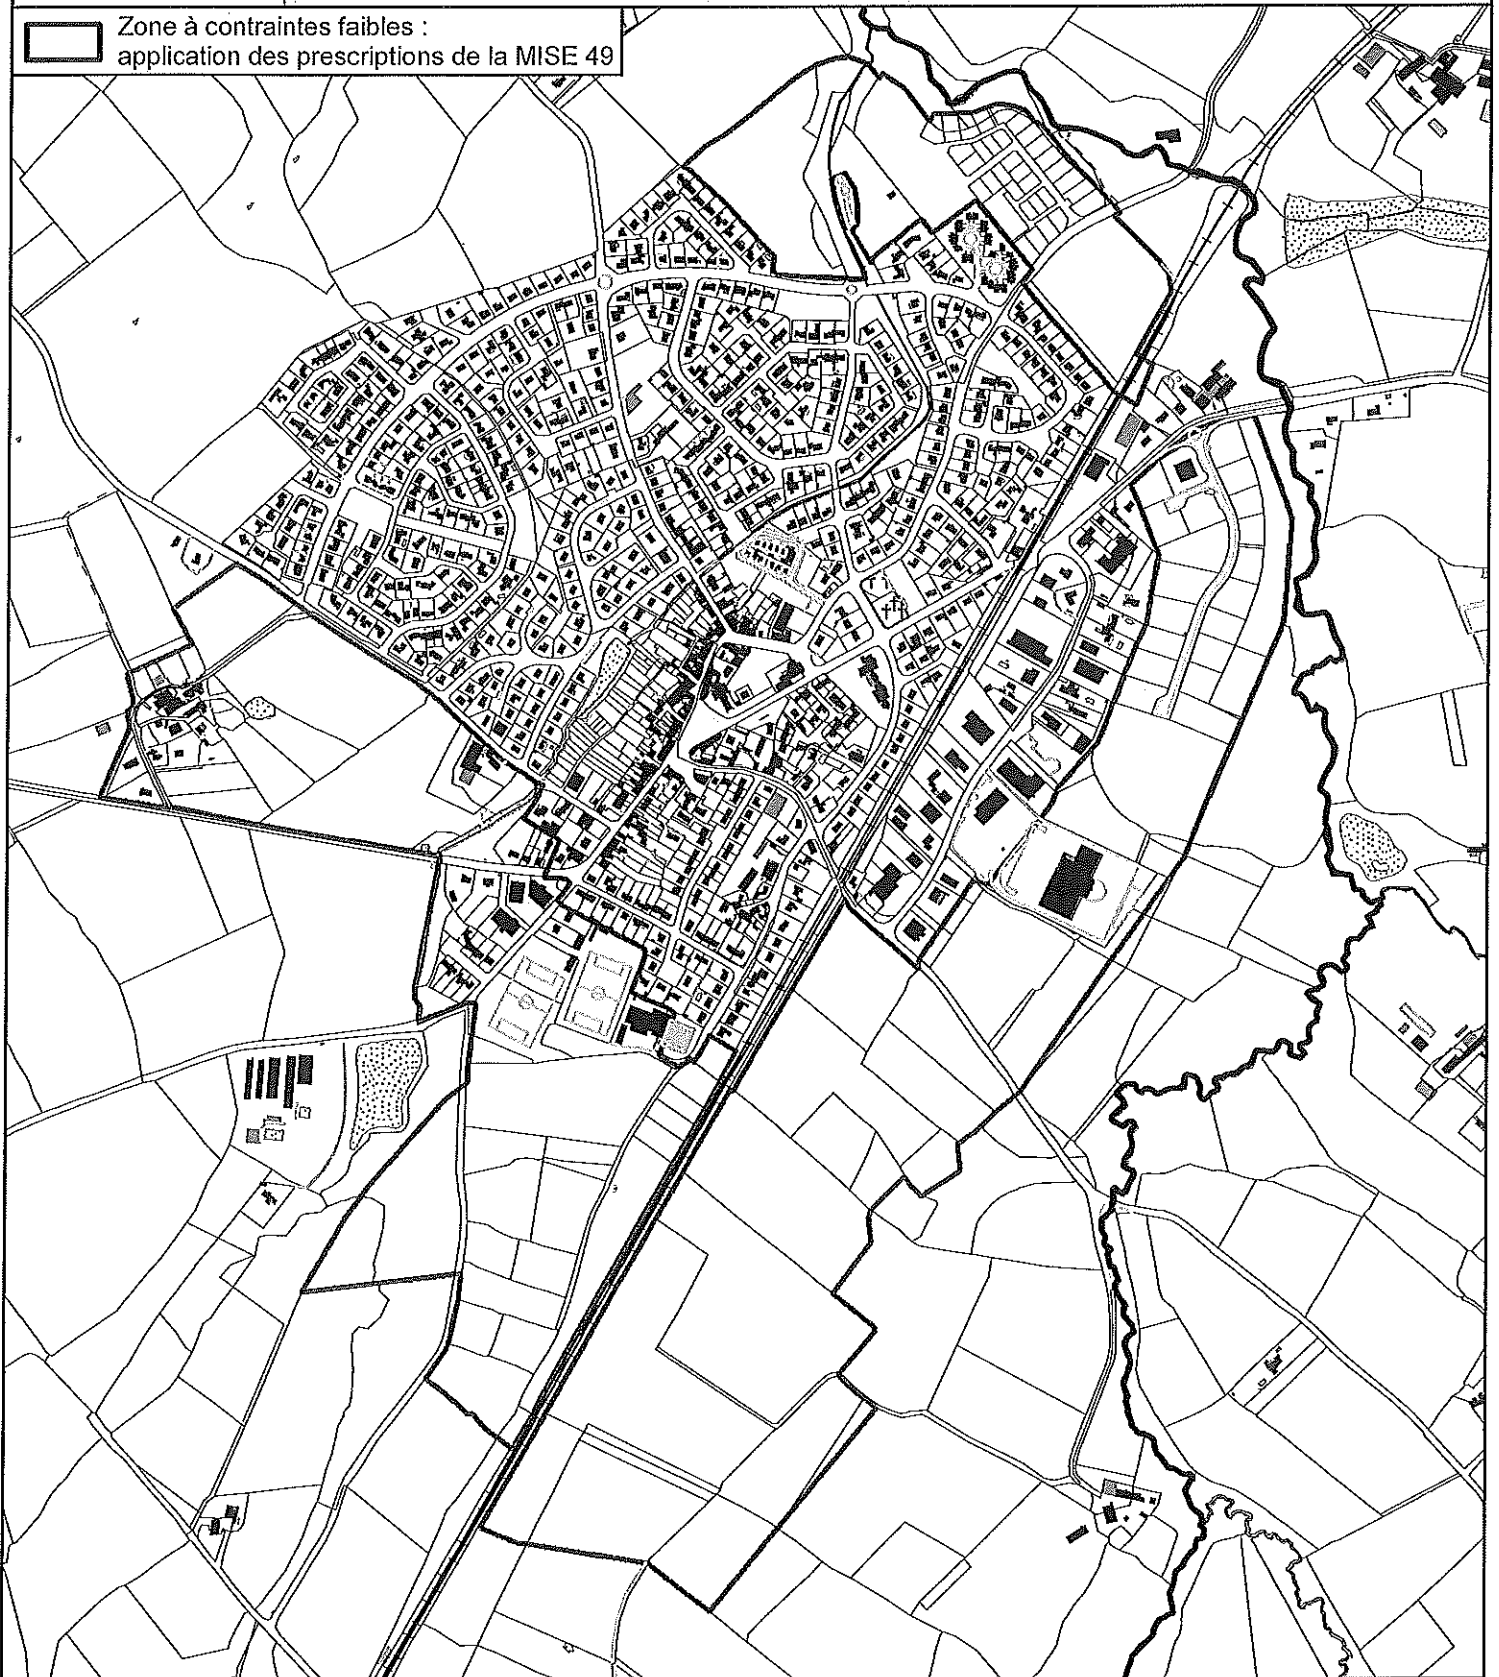 Zone à contraintes faibles :
application des prescriptions de la MISE 49